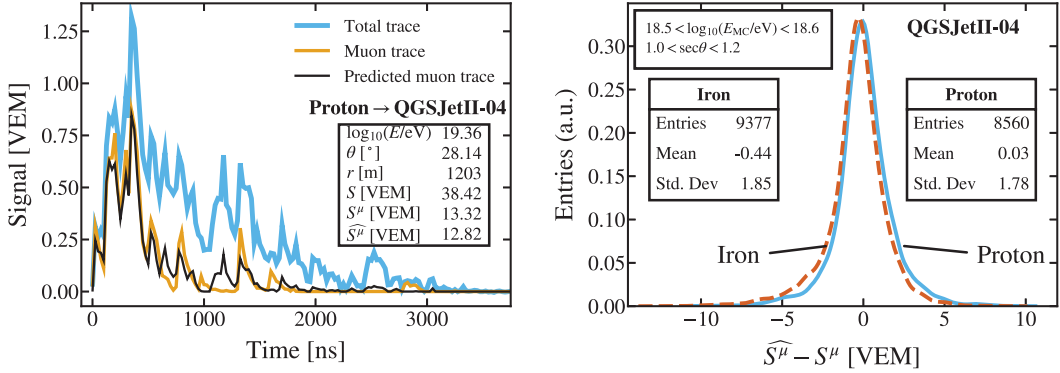 Total trace
Muon trace
Predicted muon trace
Proton → QGSJetII-04
log₁₀(E/eV) 19.36
θ [°] 28.14
r [m] 1203
S [VEM] 38.42
S^μ [VEM] 13.32
\widehat{S^μ} [VEM] 12.82
Signal [VEM]
1.25
1.00
0.75
0.50
0.25
0.00
0 1000 2000 3000
Time [ns]
18.5 < log₁₀(E_MC/eV) < 18.6
1.0 < secθ < 1.2
QGSJetII-04
Iron
Entries 9377
Mean -0.44
Std. Dev 1.85
Proton
Entries 8560
Mean 0.03
Std. Dev 1.78
Iron
Proton
Entries (a.u.)
0.30
0.25
0.20
0.15
0.10
0.05
0.00
−10 −5 0 5 10
\widehat{S^μ} − S^μ [VEM]